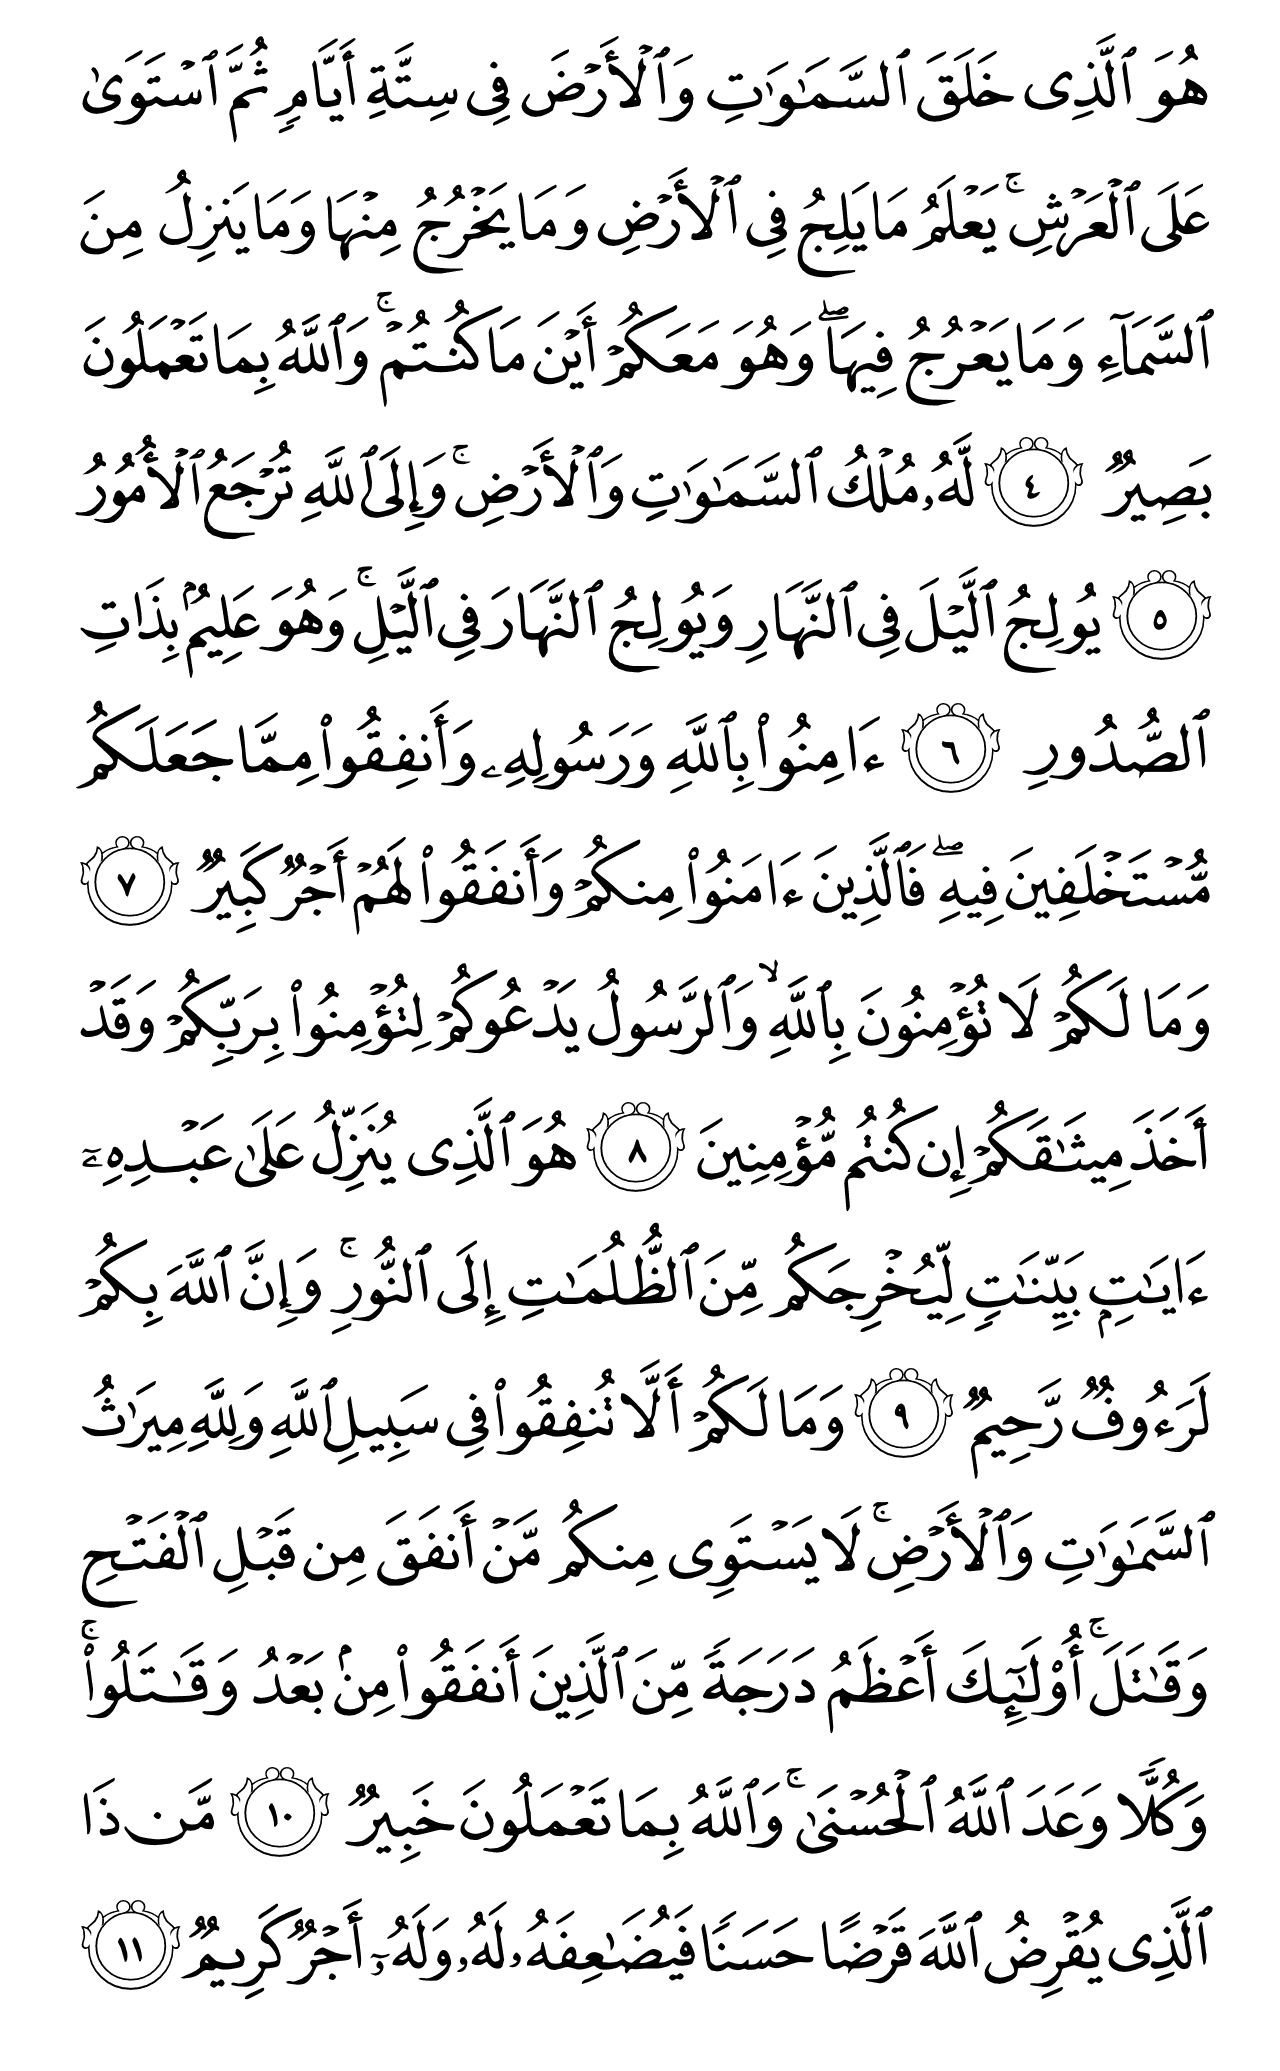 هُوَ ٱلَّذِى خَلَقَ ٱلسَّمَـٰوَٰتِ وَٱلْأَرْضَ فِى سِتَّةِ أَيَّامٍ ثُمَّ ٱسْتَوَىٰ
عَلَى ٱلْعَرْشِ ۚ يَعْلَمُ مَا يَلِجُ فِى ٱلْأَرْضِ وَمَا يَخْرُجُ مِنْهَا وَمَا يَنزِلُ مِنَ
ٱلسَّمَآءِ وَمَا يَعْرُجُ فِيهَا ۖ وَهُوَ مَعَكُمْ أَيْنَ مَا كُنتُمْ ۚ وَٱللَّهُ بِمَا تَعْمَلُونَ
بَصِيرٌ ٤ لَّهُۥ مُلْكُ ٱلسَّمَـٰوَٰتِ وَٱلْأَرْضِ ۚ وَإِلَى ٱللَّهِ تُرْجَعُ ٱلْأُمُورُ
٥ يُولِجُ ٱلَّيْلَ فِى ٱلنَّهَارِ وَيُولِجُ ٱلنَّهَارَ فِى ٱلَّيْلِ ۚ وَهُوَ عَلِيمٌۢ بِذَاتِ
ٱلصُّدُورِ ٦ ءَامِنُوا۟ بِٱللَّهِ وَرَسُولِهِۦ وَأَنفِقُوا۟ مِمَّا جَعَلَكُم
مُّسْتَخْلَفِينَ فِيهِ ۖ فَٱلَّذِينَ ءَامَنُوا۟ مِنكُمْ وَأَنفَقُوا۟ لَهُمْ أَجْرٌ كَبِيرٌ ٧
وَمَا لَكُمْ لَا تُؤْمِنُونَ بِٱللَّهِ ۙ وَٱلرَّسُولُ يَدْعُوكُمْ لِتُؤْمِنُوا۟ بِرَبِّكُمْ وَقَدْ
أَخَذَ مِيثَـٰقَكُمْ إِن كُنتُم مُّؤْمِنِينَ ٨ هُوَ ٱلَّذِى يُنَزِّلُ عَلَىٰ عَبْدِهِۦٓ
ءَايَـٰتٍۭ بَيِّنَـٰتٍ لِّيُخْرِجَكُم مِّنَ ٱلظُّلُمَـٰتِ إِلَى ٱلنُّورِ ۚ وَإِنَّ ٱللَّهَ بِكُمْ
لَرَءُوفٌ رَّحِيمٌ ٩ وَمَا لَكُمْ أَلَّا تُنفِقُوا۟ فِى سَبِيلِ ٱللَّهِ وَلِلَّهِ مِيرَٰثُ
ٱلسَّمَـٰوَٰتِ وَٱلْأَرْضِ ۚ لَا يَسْتَوِى مِنكُم مَّنْ أَنفَقَ مِن قَبْلِ ٱلْفَتْحِ
وَقَـٰتَلَ ۚ أُو۟لَـٰٓئِكَ أَعْظَمُ دَرَجَةً مِّنَ ٱلَّذِينَ أَنفَقُوا۟ مِنۢ بَعْدُ وَقَـٰتَلُوا۟ ۚ
وَكُلًّا وَعَدَ ٱللَّهُ ٱلْحُسْنَىٰ ۚ وَٱللَّهُ بِمَا تَعْمَلُونَ خَبِيرٌ ١٠ مَّن ذَا
ٱلَّذِى يُقْرِضُ ٱللَّهَ قَرْضًا حَسَنًا فَيُضَـٰعِفَهُۥ لَهُۥ وَلَهُۥٓ أَجْرٌ كَرِيمٌ ١١